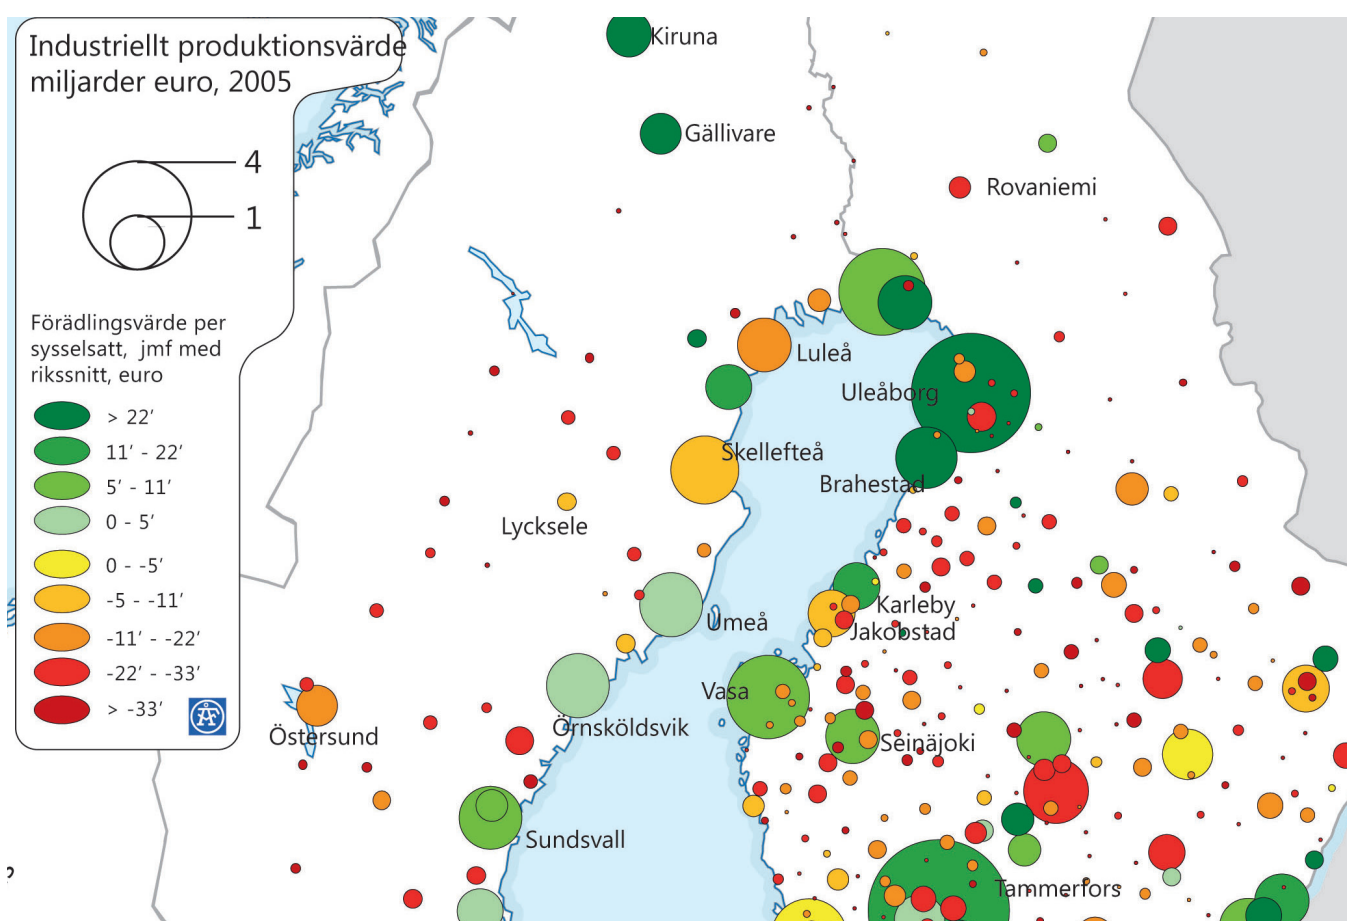 Industriellt produktionsvärde
miljarder euro, 2005
4
1
Förädlingsvärde per
sysselsatt, jmf med
rikssnitt, euro
> 22'
11' - 22'
5' - 11'
0 - 5'
0 - -5'
-5 - -11'
-11' - -22'
-22' - -33'
> -33'
ÅF
Kiruna
Gällivare
Rovaniemi
Luleå
Uleåborg
Skellefteå
Brahestad
Lycksele
Karleby
Umeå
Jakobstad
Vasa
Östersund
Örnsköldsvik
Seinäjoki
Sundsvall
Tammerfors